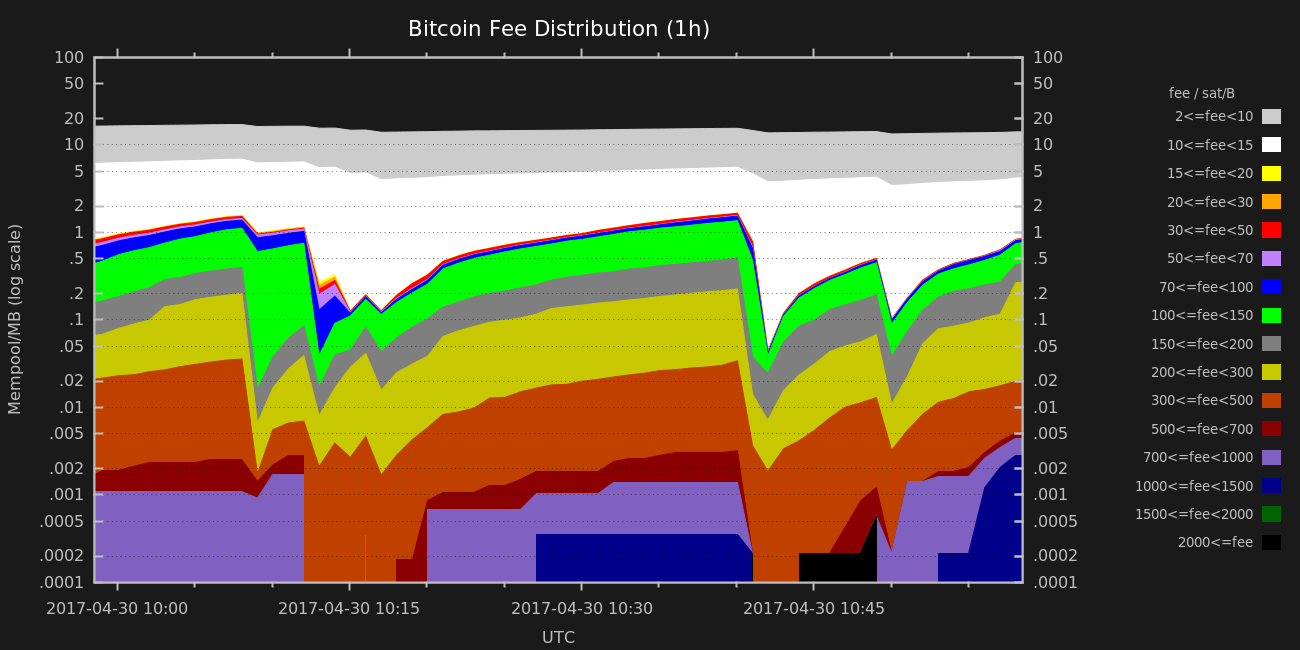 Bitcoin Fee Distribution (1h)
100 100
50 50
20 20
10 10
5 5
2 2
1 1
.5 .5
.2 .2
.1 .1
.05 .05
.02 .02
.01 .01
.005 .005
.002 .002
.001 .001
.0005 .0005
.0002 .0002
.0001 .0001
Mempool/MB (log scale)
2017-04-30 10:00 2017-04-30 10:15 2017-04-30 10:30 2017-04-30 10:45
UTC
fee / sat/B
2<=fee<10
10<=fee<15
15<=fee<20
20<=fee<30
30<=fee<50
50<=fee<70
70<=fee<100
100<=fee<150
150<=fee<200
200<=fee<300
300<=fee<500
500<=fee<700
700<=fee<1000
1000<=fee<1500
1500<=fee<2000
2000<=fee